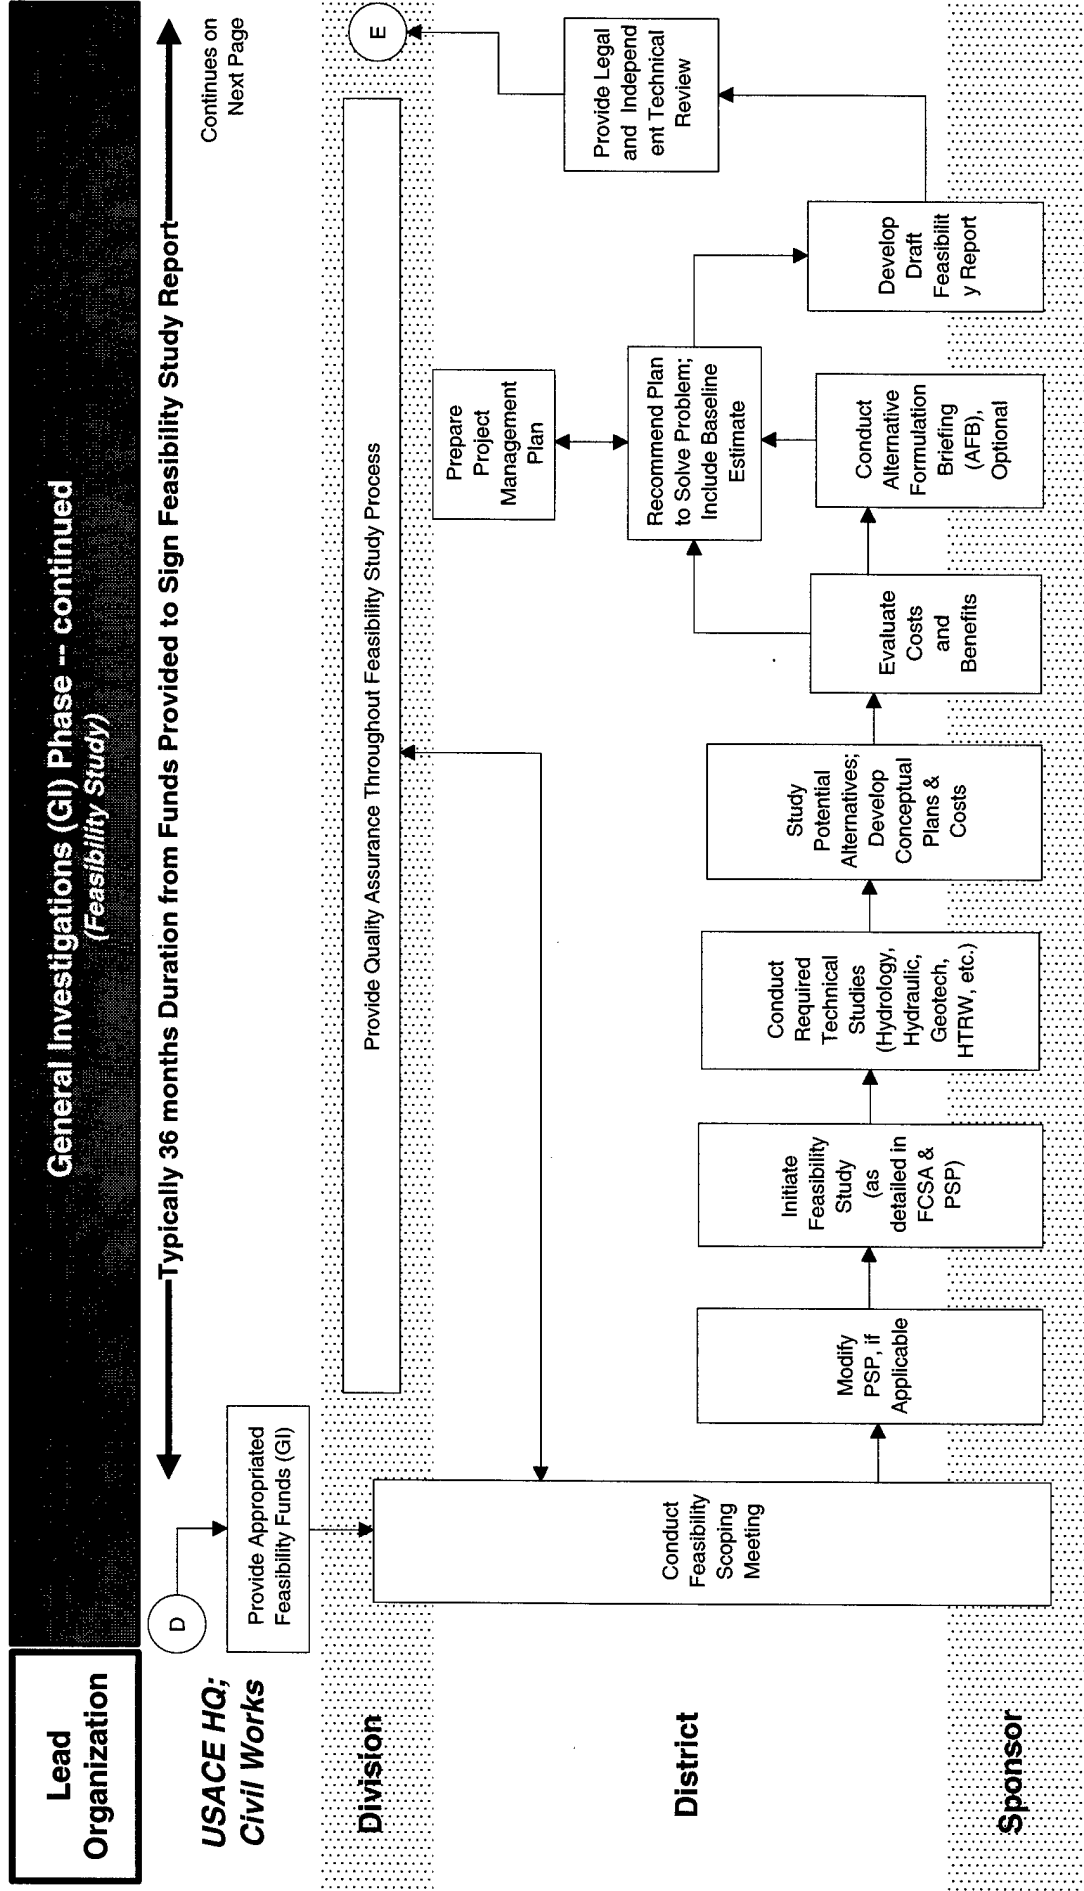 General Investigations (GI) Phase -- continued
(Feasibility Study)
Lead
Organization
Typically 36 months Duration from Funds Provided to Sign Feasibility Study Report
Continues on
Next Page
USACE HQ;
Civil Works
D
Provide Appropriated
Feasibility Funds (GI)
Division
Provide Quality Assurance Throughout Feasibility Study Process
E
District
Conduct
Feasibility
Scoping
Meeting
Modify
PSP, if
Applicable
Initiate
Feasibility
Study
(as
detailed in
FCSA &
PSP)
Conduct
Required
Technical
Studies
(Hydrology,
Hydraulic,
Geotech,
HTRW, etc.)
Study
Potential
Alternatives;
Develop
Conceptual
Plans &
Costs
Evaluate
Costs
and
Benefits
Conduct
Alternative
Formulation
Briefing
(AFB),
Optional
Prepare
Project
Management
Plan
Recommend Plan
to Solve Problem;
Include Baseline
Estimate
Develop
Draft
Feasibilit
y Report
Provide Legal
and Independ
ent Technical
Review
Sponsor